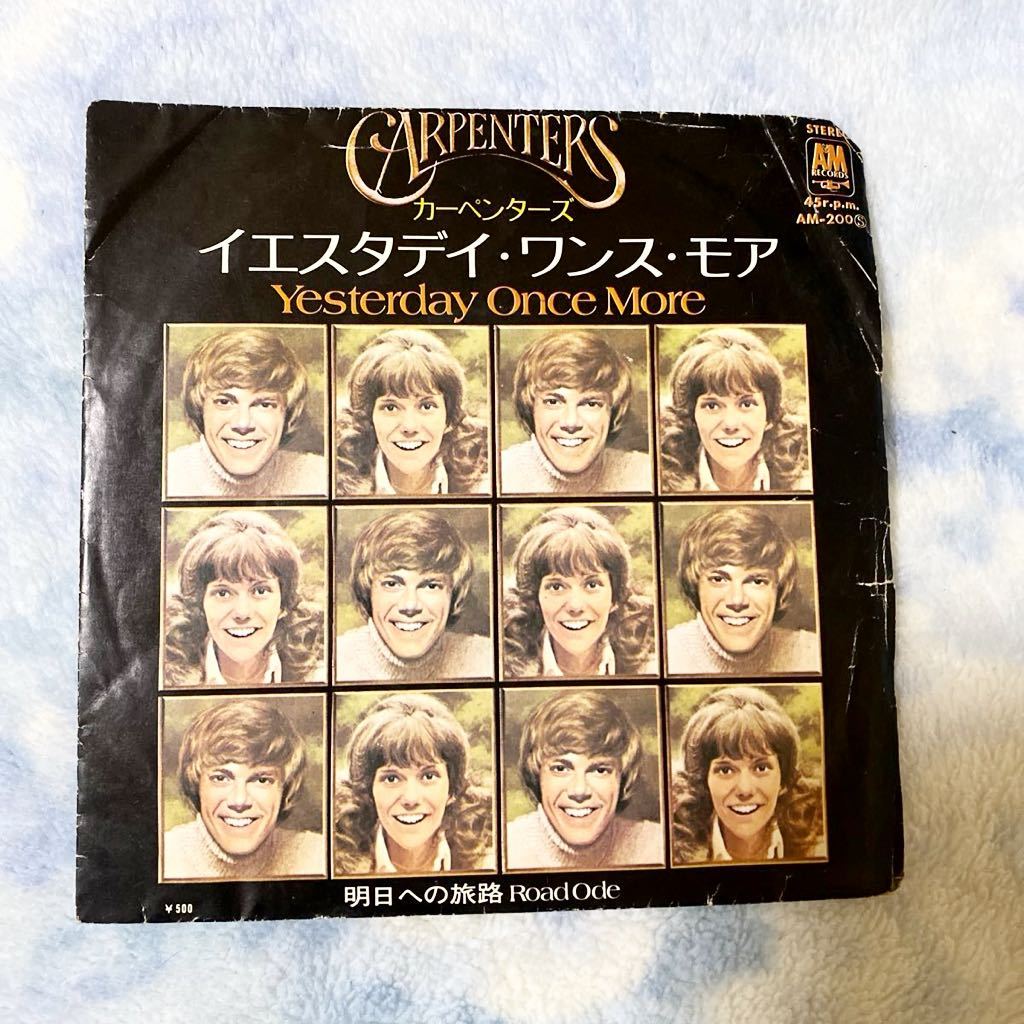 CARPENTERS
カーペンターズ
イエスタデイ・ワンス・モア
Yesterday Once More
STEREO
A&M
RECORDS
45r.p.m.
AM-200Ⓢ
明日への旅路 Road Ode
¥500